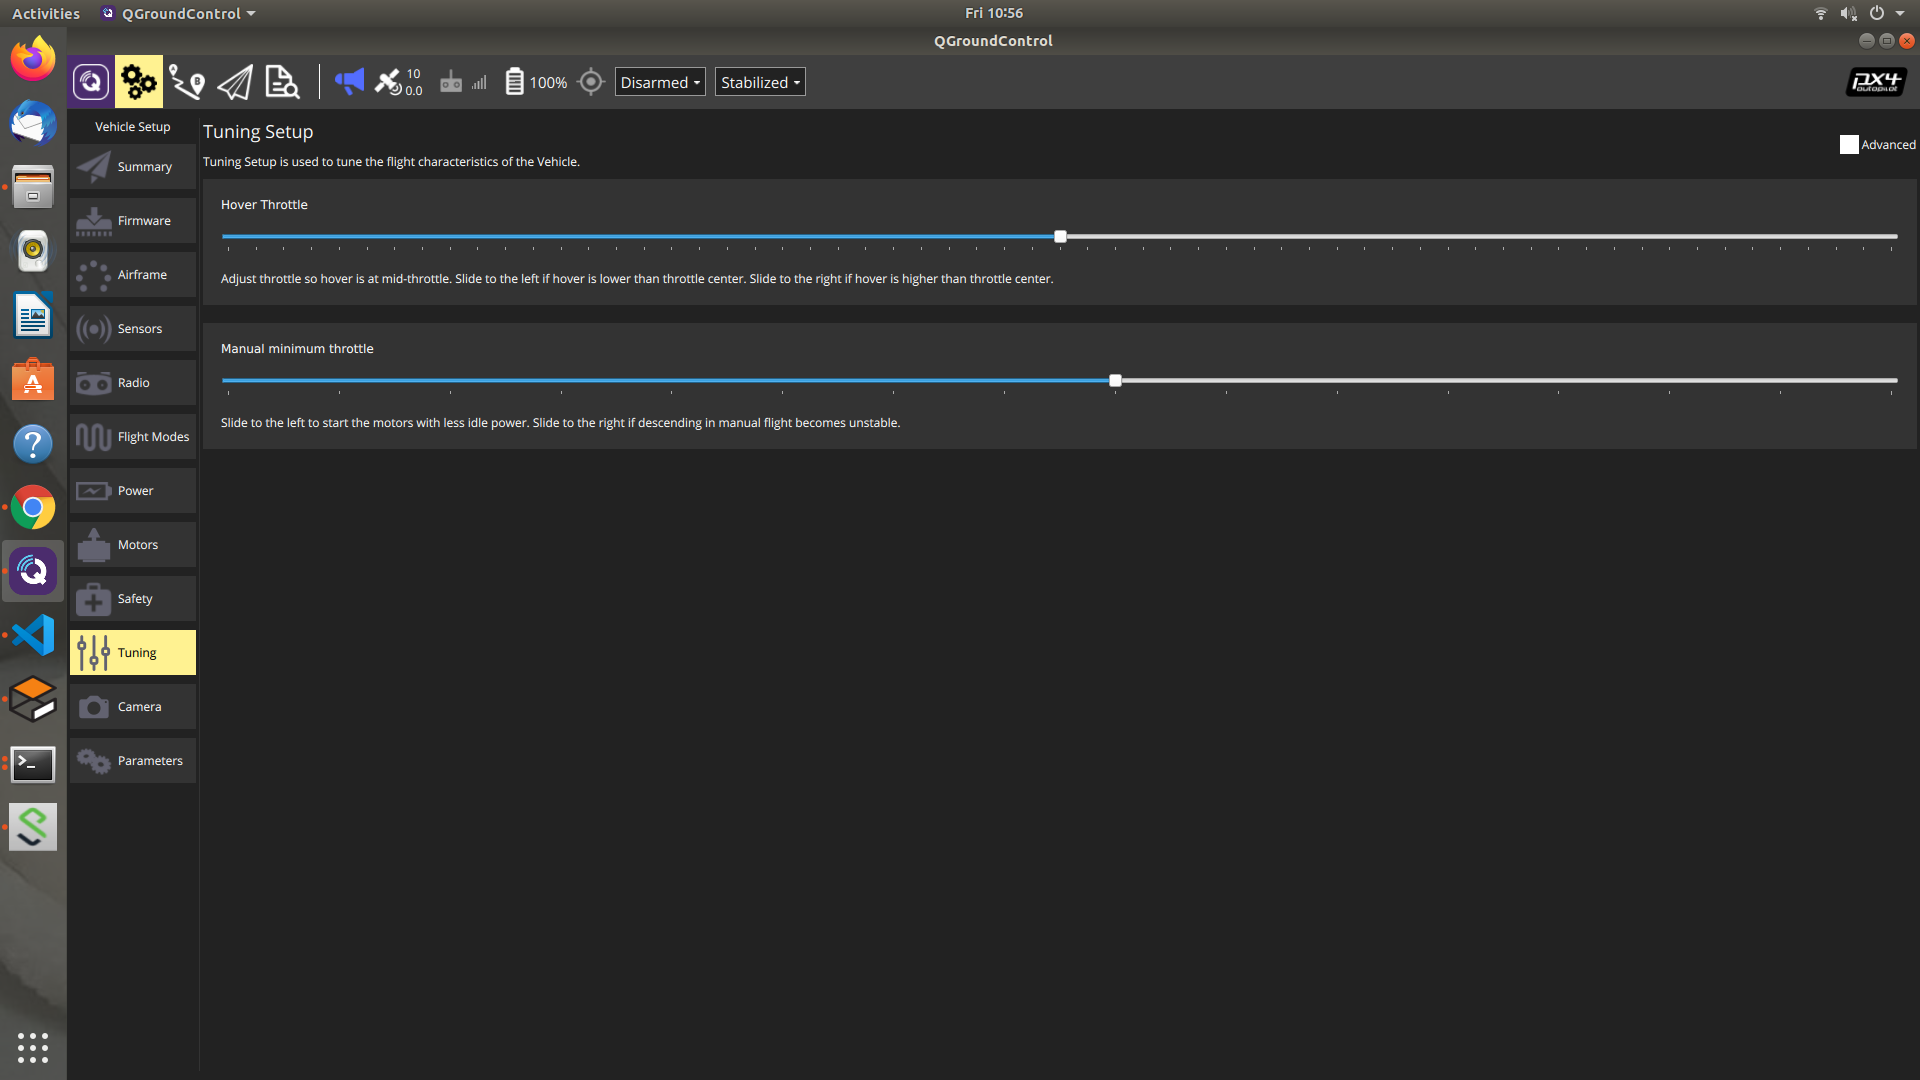 Activities
QGroundControl
Fri 10:56
QGroundControl
10
0.0
100%
Disarmed
Stabilized
px4
autopilot
Vehicle Setup
Summary
Firmware
Airframe
Sensors
Radio
Flight Modes
Power
Motors
Safety
Tuning
Camera
Parameters
Tuning Setup
Advanced
Tuning Setup is used to tune the flight characteristics of the Vehicle.
Hover Throttle
Adjust throttle so hover is at mid-throttle. Slide to the left if hover is lower than throttle center. Slide to the right if hover is higher than throttle center.
Manual minimum throttle
Slide to the left to start the motors with less idle power. Slide to the right if descending in manual flight becomes unstable.